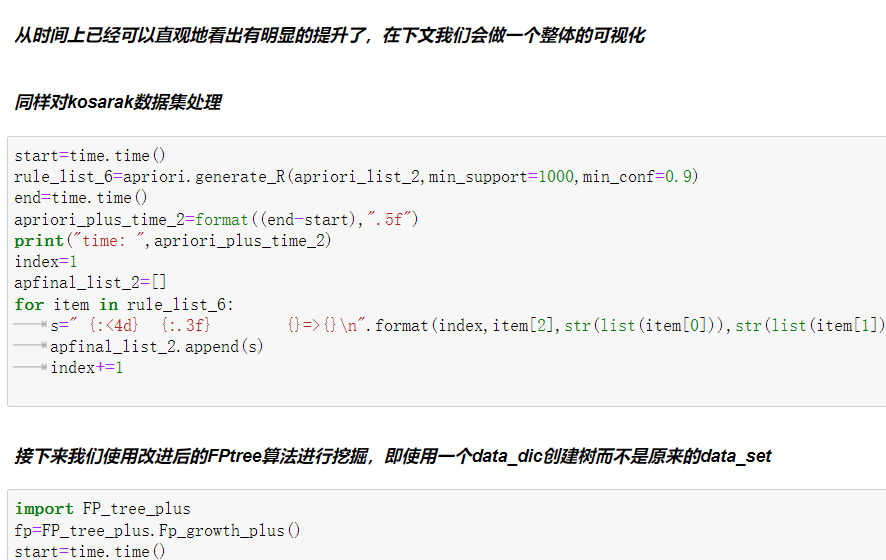 从时间上已经可以直观地看出有明显的提升了，在下文我们会做一个整体的可视化
同样对kosarak数据集处理
start=time.time()
rule_list_6=apriori.generate_R(apriori_list_2,min_support=1000,min_conf=0.9)
end=time.time()
apriori_plus_time_2=format((end-start),".5f")
print("time: ",apriori_plus_time_2)
index=1
apfinal_list_2=[]
for item in rule_list_6:
s=" {:<4d}  {:.3f}        {}=>{}\n".format(index,item[2],str(list(item[0])),str(list(item[1])
apfinal_list_2.append(s)
index+=1
接下来我们使用改进后的FPtree算法进行挖掘，即使用一个data_dic创建树而不是原来的data_set
import FP_tree_plus
fp=FP_tree_plus.Fp_growth_plus()
start=time.time()